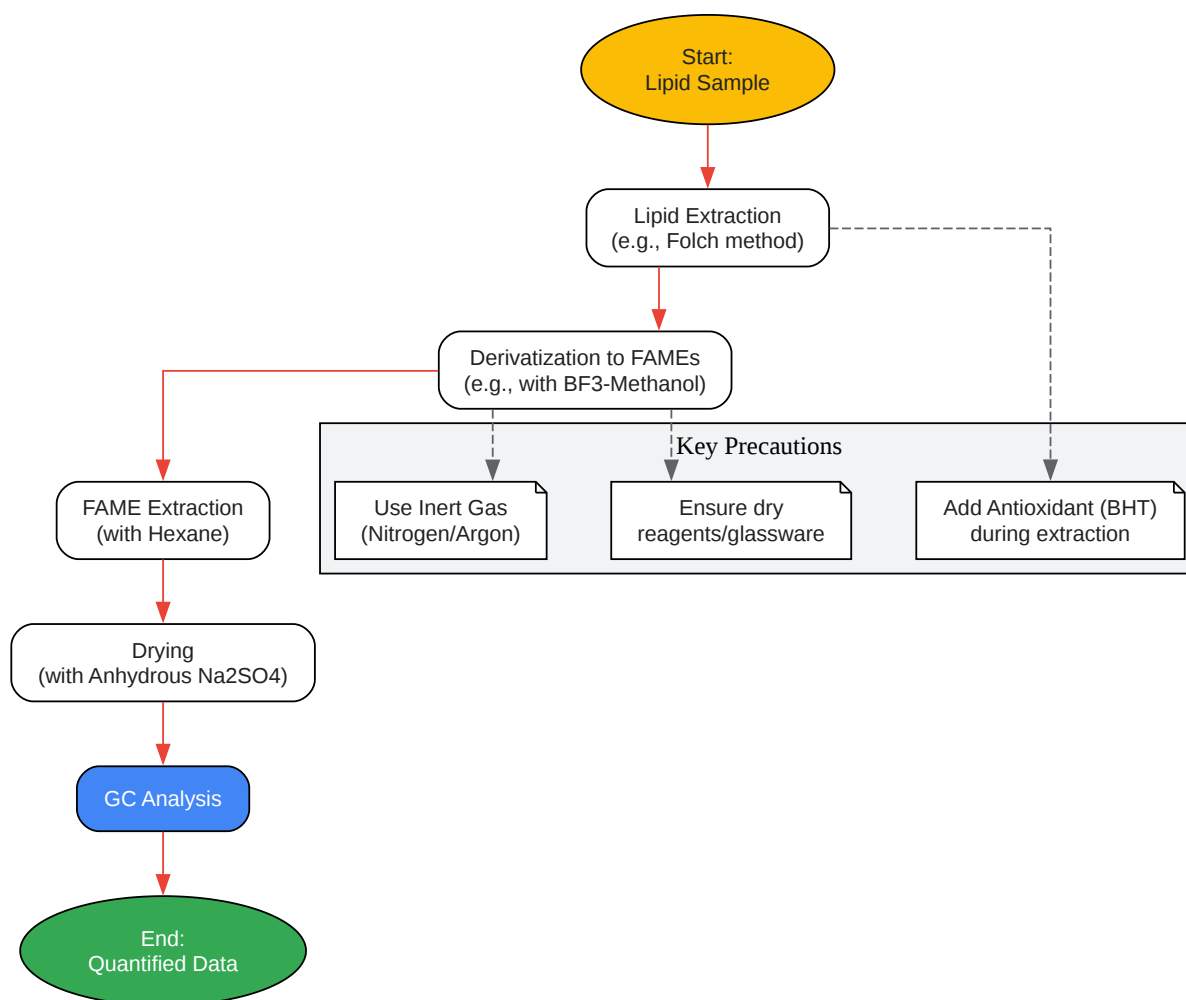 Start:
Lipid Sample
Lipid Extraction
(e.g., Folch method)
Derivatization to FAMEs
(e.g., with BF3-Methanol)
Key Precautions
Use Inert Gas
(Nitrogen/Argon)
Ensure dry
reagents/glassware
Add Antioxidant (BHT)
during extraction
FAME Extraction
(with Hexane)
Drying
(with Anhydrous Na2SO4)
GC Analysis
End:
Quantified Data